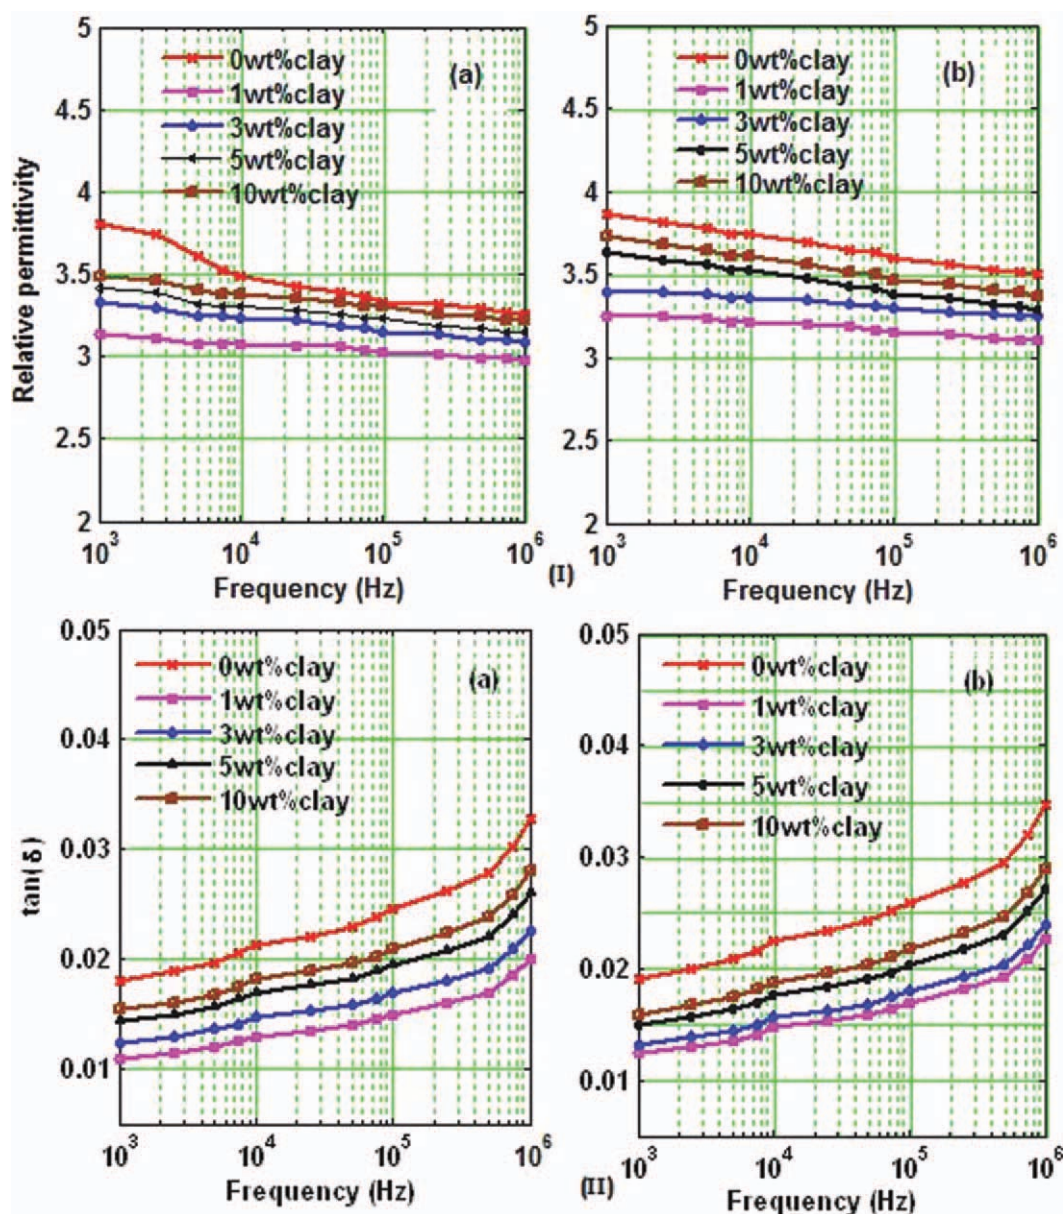 5
4.5
4
3.5
3
2.5
2
Relative permittivity
0wt%clay
1wt%clay
3wt%clay
5wt%clay
10wt%clay
(a)
10³ 10⁴ 10⁵ 10⁶
Frequency (Hz)
5
4.5
4
3.5
3
2.5
2
0wt%clay
1wt%clay
3wt%clay
5wt%clay
10wt%clay
(b)
10³ 10⁴ 10⁵ 10⁶
Frequency (Hz)
(I)
0.05
0.04
0.03
0.02
0.01
tan(δ)
0wt%clay
1wt%clay
3wt%clay
5wt%clay
10wt%clay
(a)
10³ 10⁴ 10⁵ 10⁶
Frequency (Hz)
0.05
0.04
0.03
0.02
0.01
0wt%clay
1wt%clay
3wt%clay
5wt%clay
10wt%clay
(b)
10³ 10⁴ 10⁵ 10⁶
Frequency (Hz)
(II)